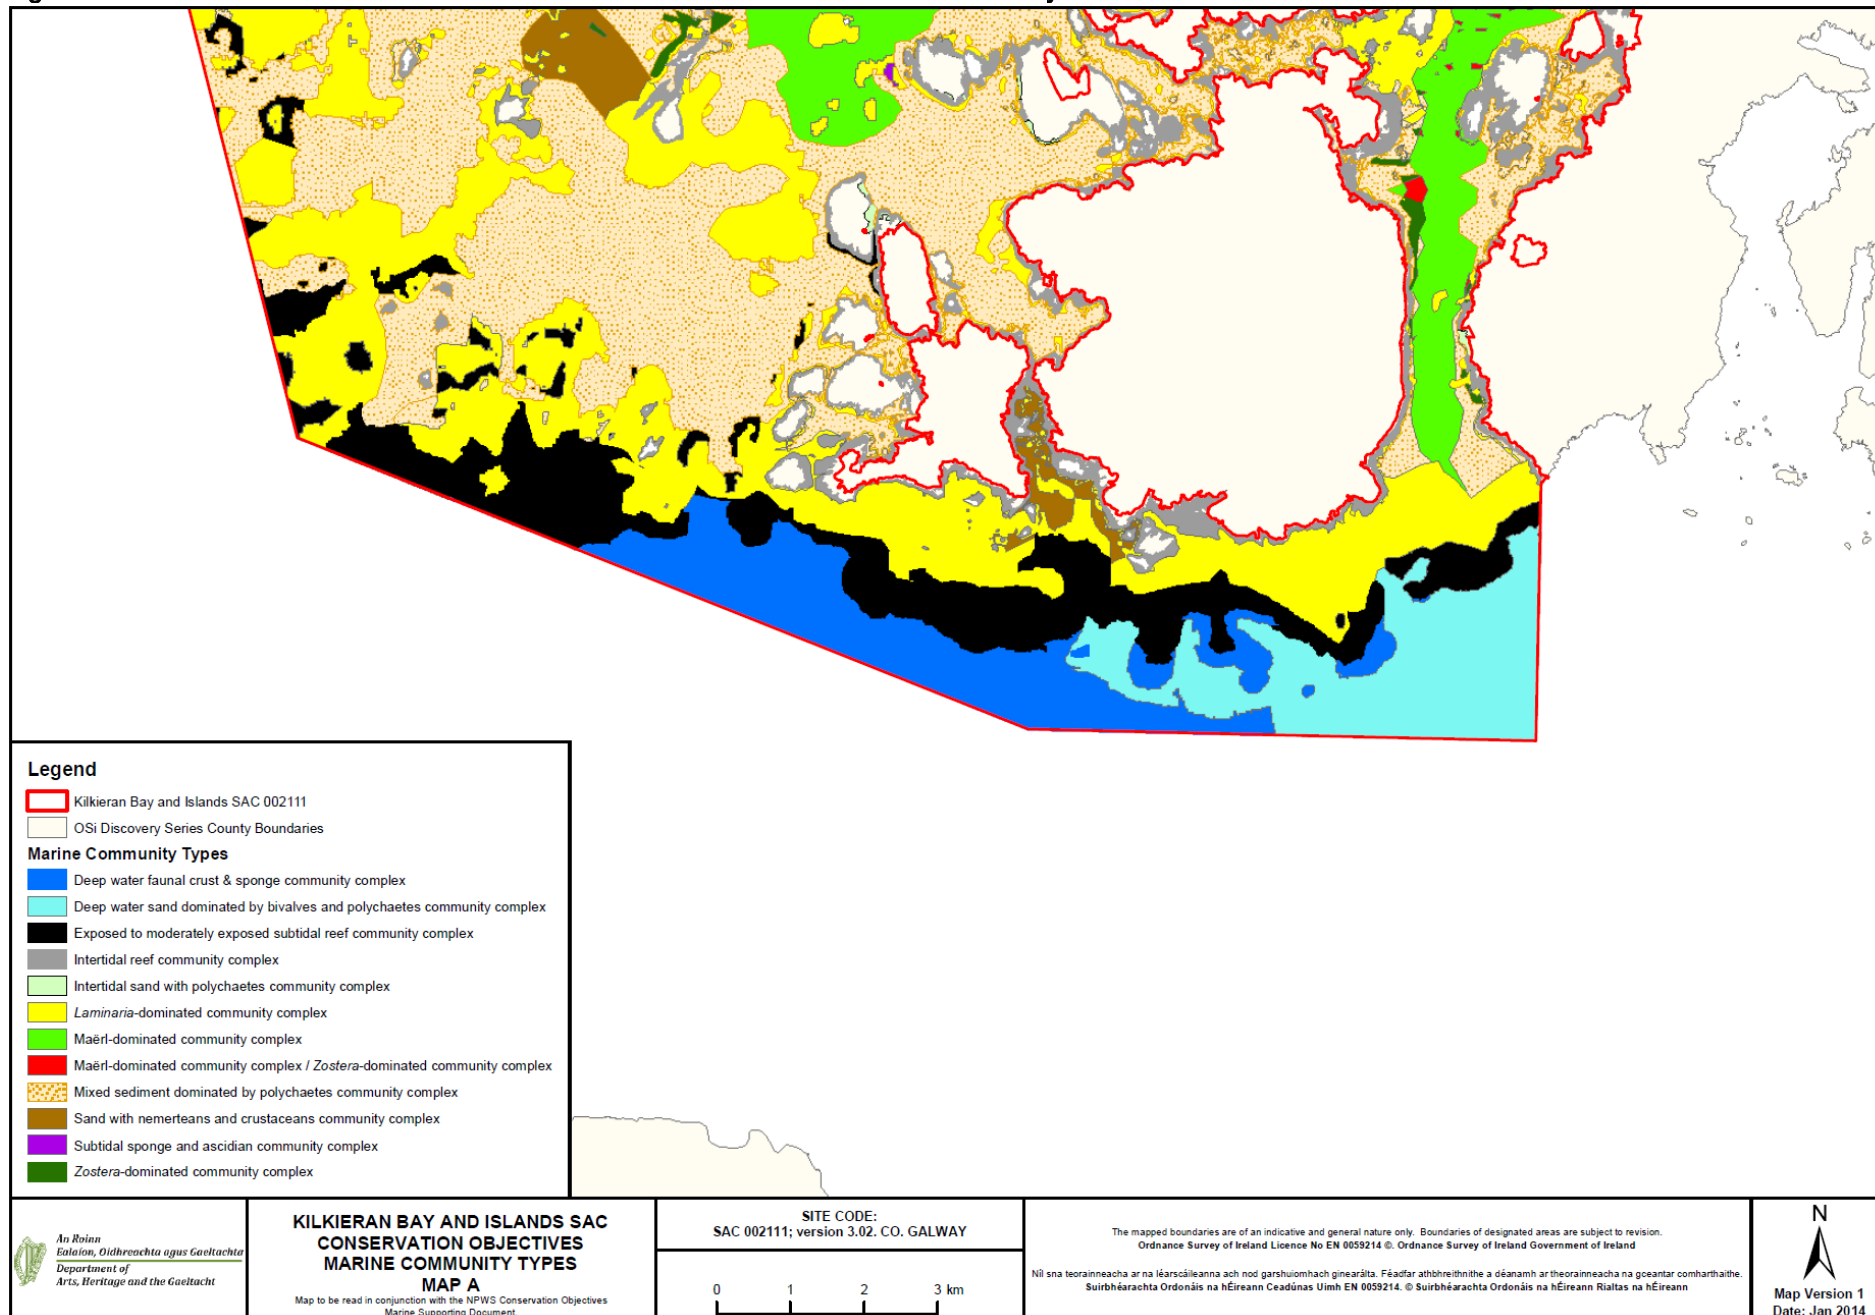 Legend
Kilkieran Bay and Islands SAC 002111
OSi Discovery Series County Boundaries
Marine Community Types
Deep water faunal crust & sponge community complex
Deep water sand dominated by bivalves and polychaetes community complex
Exposed to moderately exposed subtidal reef community complex
Intertidal reef community complex
Intertidal sand with polychaetes community complex
Laminaria-dominated community complex
Maërl-dominated community complex
Maërl-dominated community complex / Zostera-dominated community complex
Mixed sediment dominated by polychaetes community complex
Sand with nemerteans and crustaceans community complex
Subtidal sponge and ascidian community complex
Zostera-dominated community complex
An Roinn
Ealaíon, Oidhreachta agus Gaeltachta
Department of
Arts, Heritage and the Gaeltacht
KILKIERAN BAY AND ISLANDS SAC
CONSERVATION OBJECTIVES
MARINE COMMUNITY TYPES
MAP A
Map to be read in conjunction with the NPWS Conservation Objectives
Marine Supporting Document.
SITE CODE:
SAC 002111; version 3.02. CO. GALWAY
0 1 2 3 km
The mapped boundaries are of an indicative and general nature only. Boundaries of designated areas are subject to revision.
Ordnance Survey of Ireland Licence No EN 0059214 ©. Ordnance Survey of Ireland Government of Ireland
Níl sna teorainneacha ar na léarscáileanna ach nod garshuiomhach ginearálta. Féadfar athbhreithnithe a déanamh ar theorainneacha na gceantar comharthaithe.
Suirbhéarachta Ordonáis na hÉireann Ceadúnas Uimh EN 0059214. © Suirbhéarachta Ordonáis na hÉireann Rialtas na hÉireann
N
Map Version 1
Date: Jan 2014